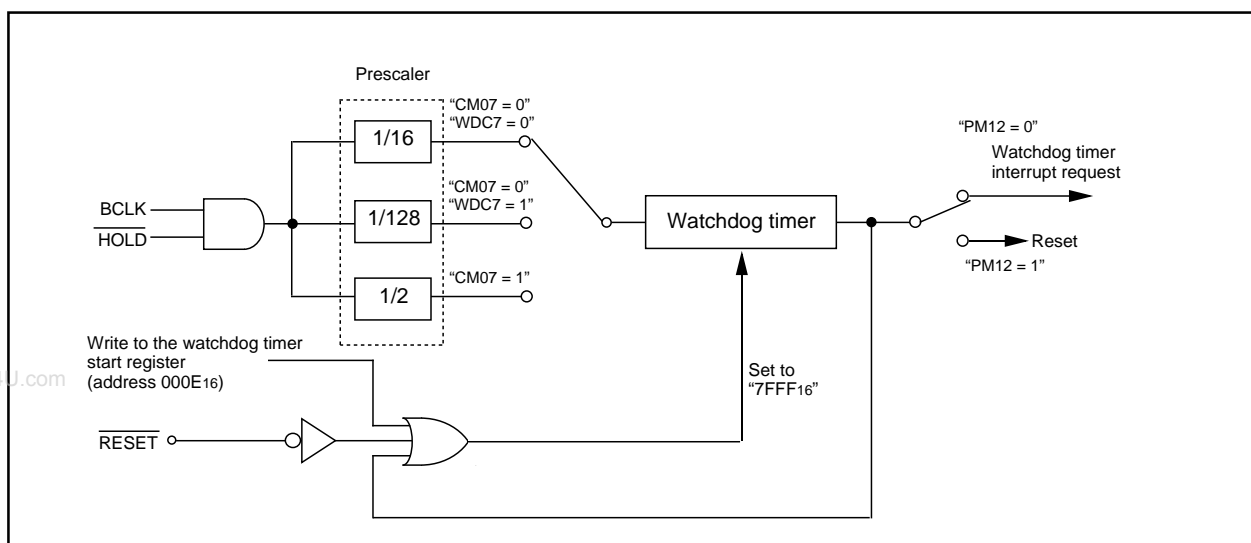 Prescaler
“CM07 = 0”
“WDC7 = 0”
1/16
“PM12 = 0”
Watchdog timer
interrupt request
BCLK
HOLD
“CM07 = 0”
“WDC7 = 1”
1/128
Watchdog timer
Reset
“PM12 = 1”
“CM07 = 1”
1/2
Write to the watchdog timer
start register
(address 000E16)
4U.com
Set to
“7FFF16”
RESET